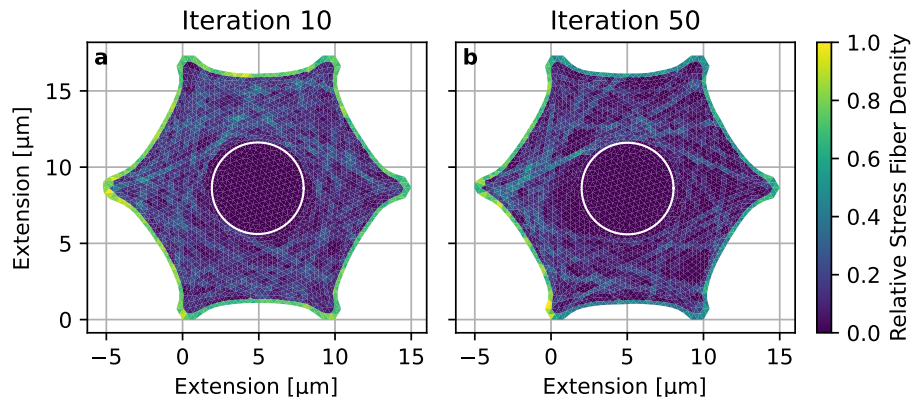 Iteration 10
Iteration 50
a
b
15
10
5
0
Extension [μm]
−5
0
5
10
15
Extension [μm]
−5
0
5
10
15
Extension [μm]
1.0
0.8
0.6
0.4
0.2
0.0
Relative Stress Fiber Density